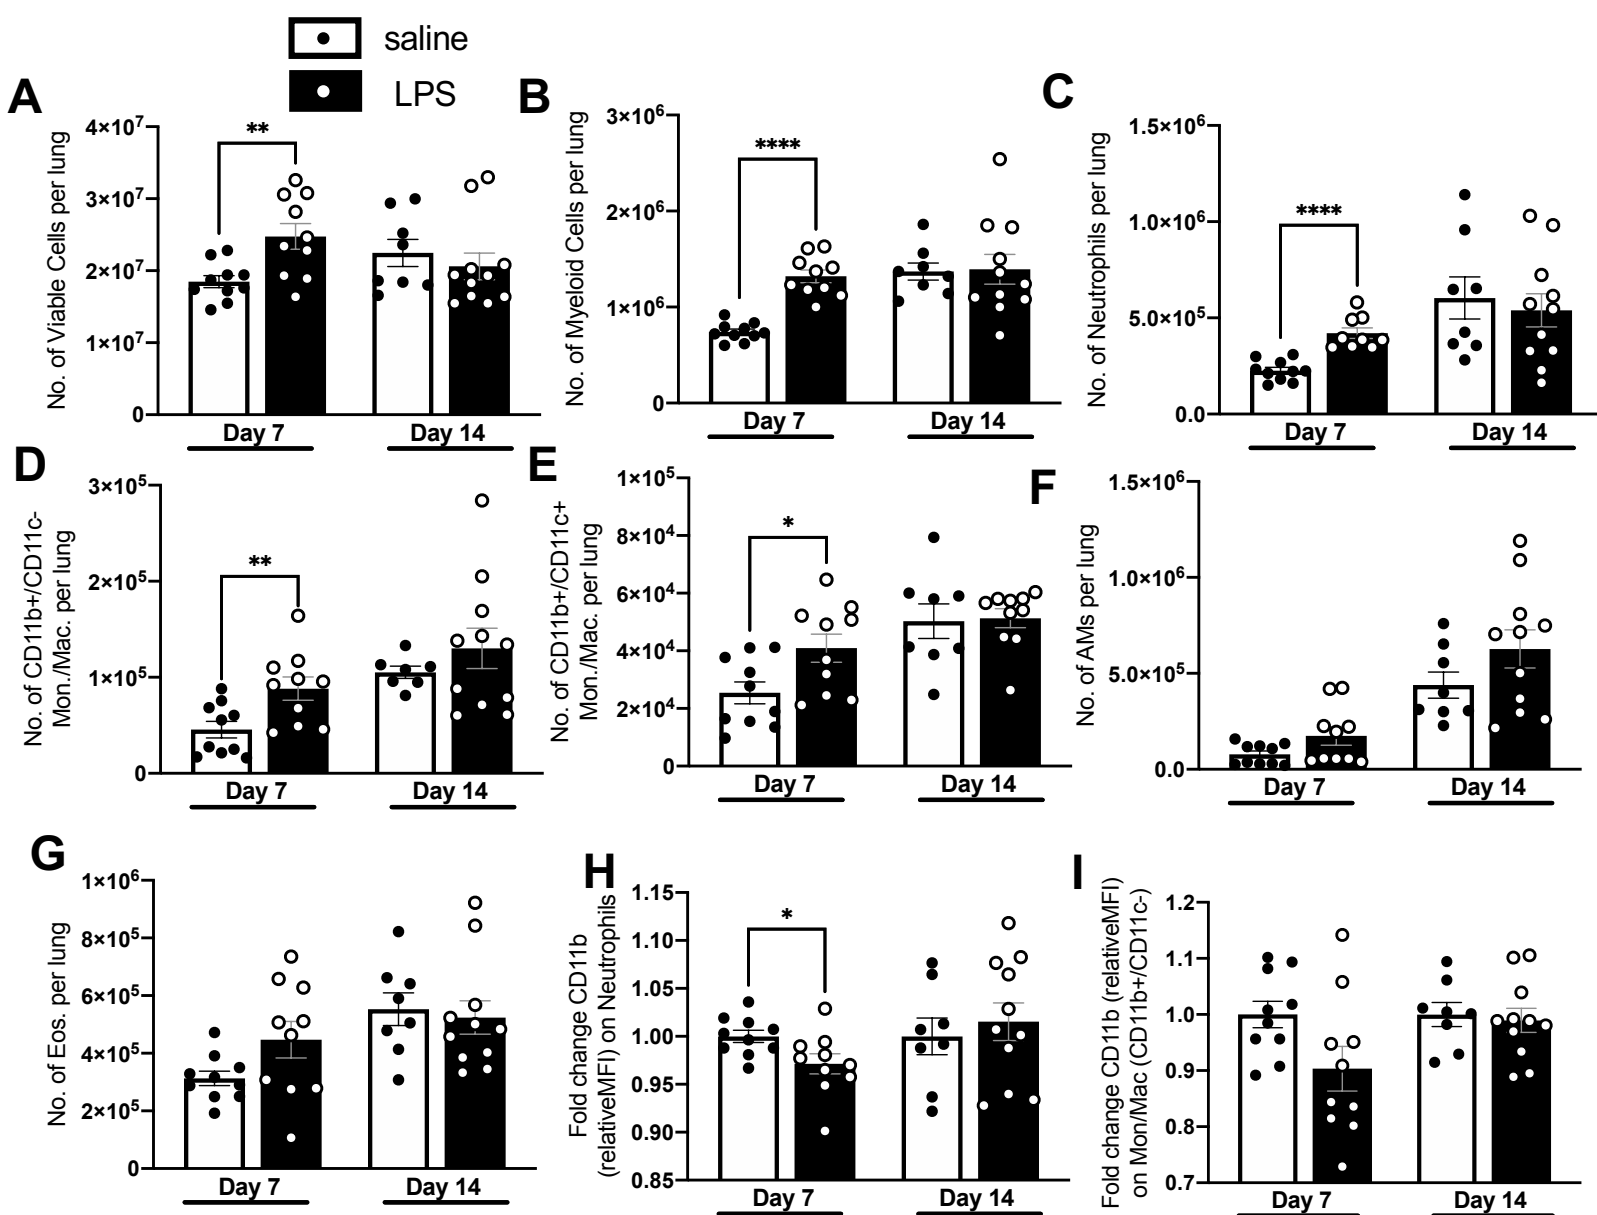 saline
LPS
A
No. of Viable Cells per lung
4×10⁷
3×10⁷
2×10⁷
1×10⁷
0
**
Day 7
Day 14
B
No. of Myeloid Cells per lung
3×10⁶
2×10⁶
1×10⁶
0
****
Day 7
Day 14
C
No. of Neutrophils per lung
1.5×10⁶
1.0×10⁶
5.0×10⁵
0.0
****
Day 7
Day 14
D
No. of CD11b+/CD11c-
Mon./Mac. per lung
3×10⁵
2×10⁵
1×10⁵
0
**
Day 7
Day 14
E
No. of CD11b+/CD11c+
Mon./Mac. per lung
1×10⁵
8×10⁴
6×10⁴
4×10⁴
2×10⁴
0
*
Day 7
Day 14
F
No. of AMs per lung
1.5×10⁶
1.0×10⁶
5.0×10⁵
0.0
Day 7
Day 14
G
No. of Eos. per lung
1×10⁶
8×10⁵
6×10⁵
4×10⁵
2×10⁵
0
Day 7
Day 14
H
Fold change CD11b
(relativeMFI) on Neutrophils
1.15
1.10
1.05
1.00
0.95
0.90
0.85
*
Day 7
Day 14
I
Fold change CD11b (relativeMFI)
on Mon/Mac (CD11b+/CD11c-)
1.2
1.1
1.0
0.9
0.8
0.7
Day 7
Day 14